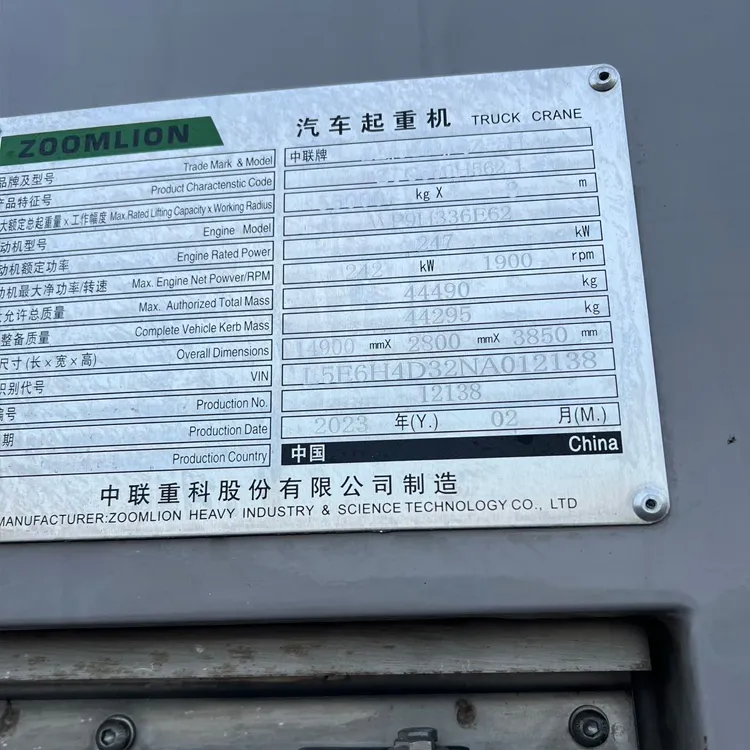 ZOOMLION
汽车起重机 TRUCK CRANE
品牌及型号 Trade Mark & Model 中联牌
产品特征号 Product Characterstic Code
大额定总起重量×工作幅度 Max.Rated Lifting Capacity x Working Radius kg X m
动机型号 Engine Model WP9H336E62
动机额定功率 Engine Rated Power 247 kW
动机最大净功率/转速 Max. Engine Net Powver/RPM 242 kW 1900 rpm
允许总质量 Max. Authorized Total Mass 44490 kg
整备质量 Complete Vehicle Kerb Mass 44295 kg
尺寸(长×宽×高) Overall Dimensions 14900 mmX 2800 mmX 3850 mm
识别代号 VIN L5E6H4D32NA012138
编号 Production No. 12138
期 Production Date 2023 年(Y.) 02 月(M.)
Production Country 中国 China
中联重科股份有限公司制造
MANUFACTURER:ZOOMLION HEAVY INDUSTRY & SCIENCE TECHNOLOGY CO., LTD